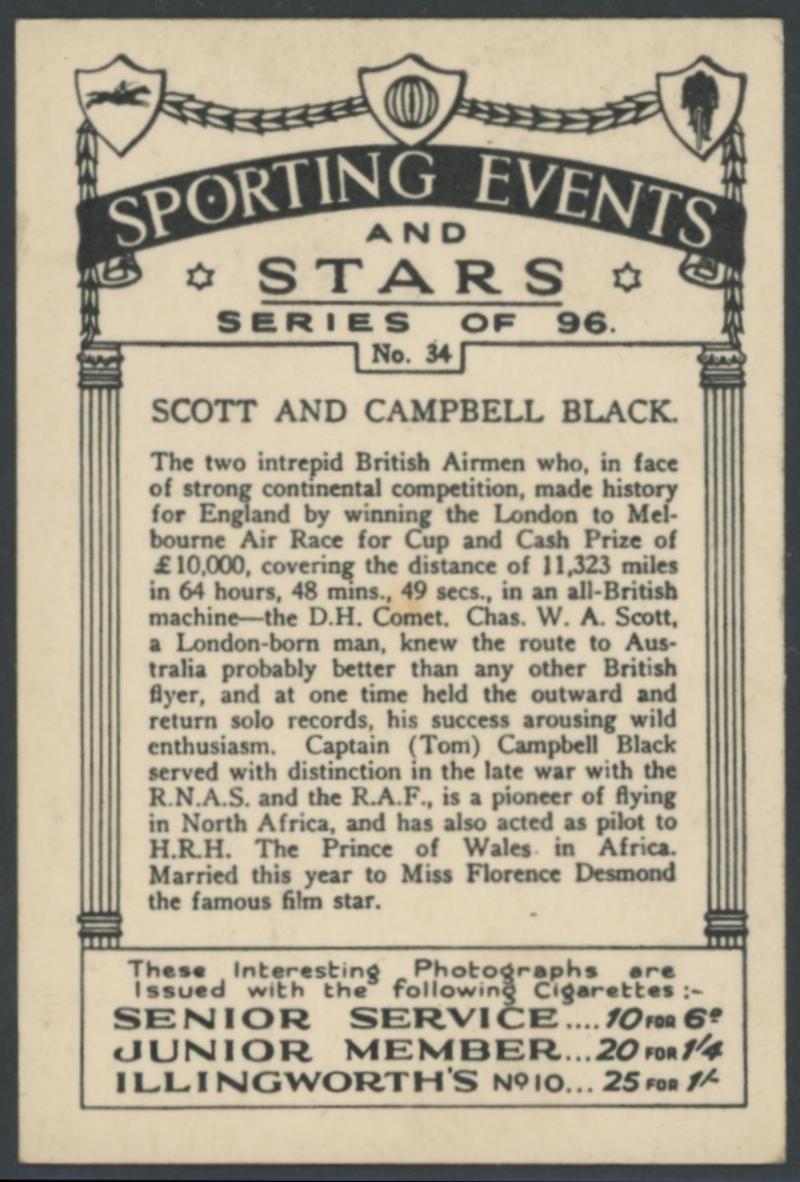 SPORTING EVENTS
AND
STARS
SERIES OF 96.
No. 34
SCOTT AND CAMPBELL BLACK.
The two intrepid British Airmen who, in face
of strong continental competition, made history
for England by winning the London to Mel-
bourne Air Race for Cup and Cash Prize of
£10,000, covering the distance of 11,323 miles
in 64 hours, 48 mins., 49 secs., in an all-British
machine—the D.H. Comet. Chas. W. A. Scott,
a London-born man, knew the route to Aus-
tralia probably better than any other British
flyer, and at one time held the outward and
return solo records, his success arousing wild
enthusiasm. Captain (Tom) Campbell Black
served with distinction in the late war with the
R.N.A.S. and the R.A.F., is a pioneer of flying
in North Africa, and has also acted as pilot to
H.R.H. The Prince of Wales in Africa.
Married this year to Miss Florence Desmond
the famous film star.
These Interesting Photographs are
Issued with the following Cigarettes :-
SENIOR SERVICE.... 10 FOR 6D
JUNIOR MEMBER... 20 FOR 1/4
ILLINGWORTH'S No 10... 25 FOR 1/-